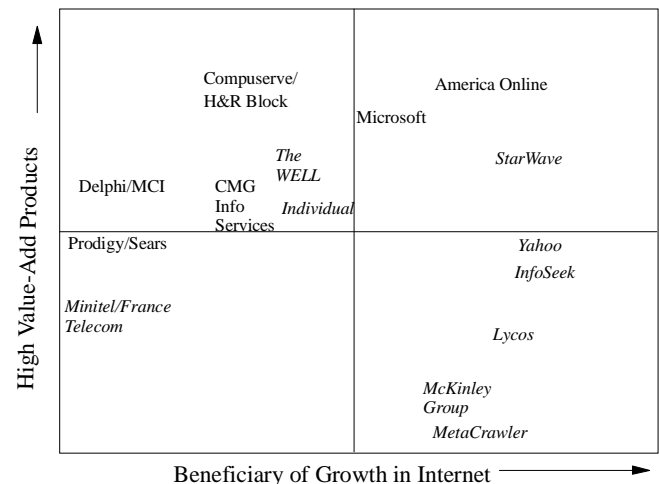 High Value-Add Products
Compuserve/
H&R Block
America Online
Microsoft
The
WELL
StarWave
Delphi/MCI
CMG
Info
Services
Individual
Prodigy/Sears
Yahoo
InfoSeek
Minitel/France
Telecom
Lycos
McKinley
Group
MetaCrawler
Beneficiary of Growth in Internet